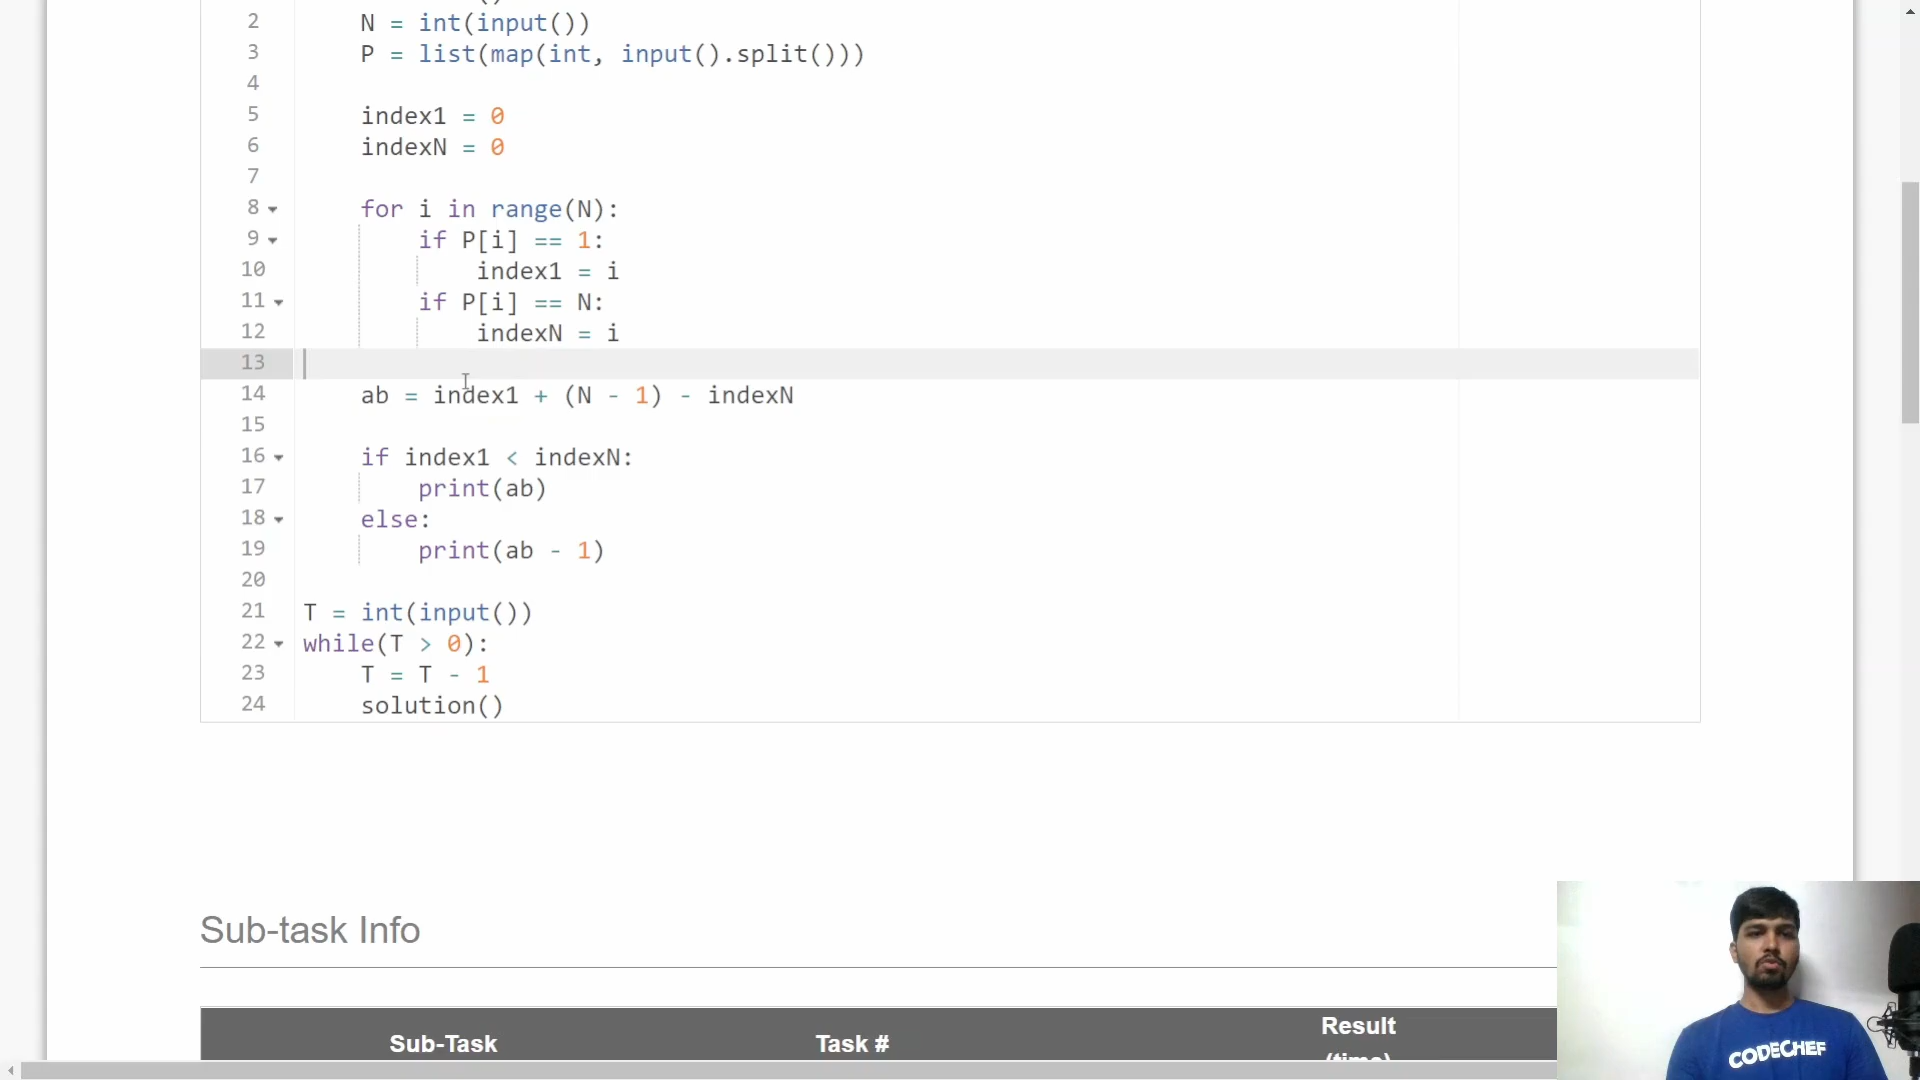 2 N = int(input())
3 P = list(map(int, input().split()))
4
5 index1 = 0
6 indexN = 0
7
8 for i in range(N):
9 if P[i] == 1:
10 index1 = i
11 if P[i] == N:
12 indexN = i
13
14 ab = index1 + (N - 1) - indexN
15
16 if index1 < indexN:
17 print(ab)
18 else:
19 print(ab - 1)
20
21 T = int(input())
22 while(T > 0):
23 T = T - 1
24 solution()
Sub-task Info
Sub-Task Task # Result
(time)
CODECHEF